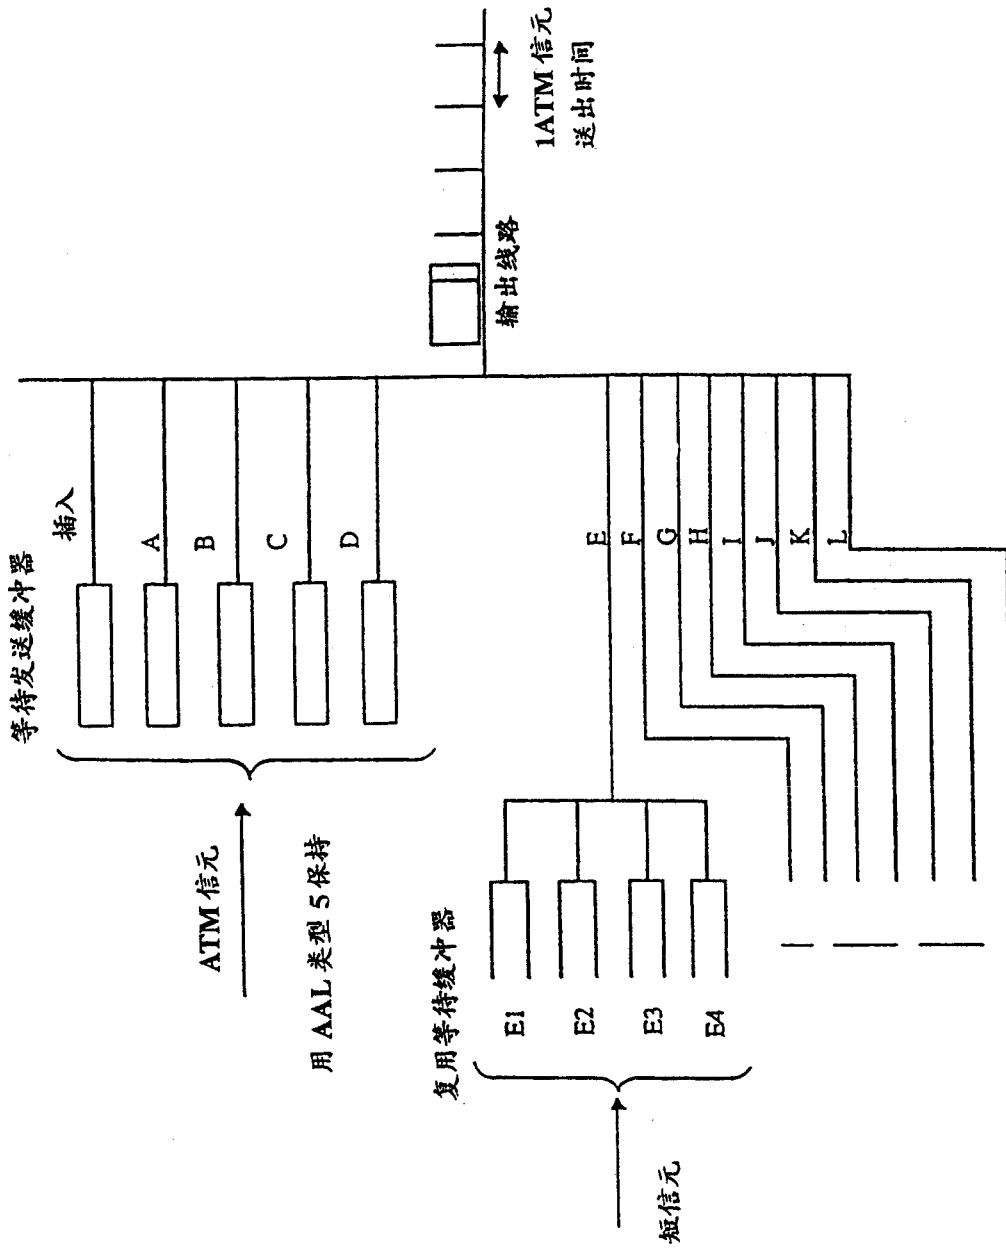 等待发送缓冲器
插入
A
B
C
D
ATM 信元
用 AAL 类型 5 保持
输出线路
1ATM 信元
送出时间
复用等待缓冲器
E1
E2
E3
E4
短信元
E
F
G
H
I
J
K
L